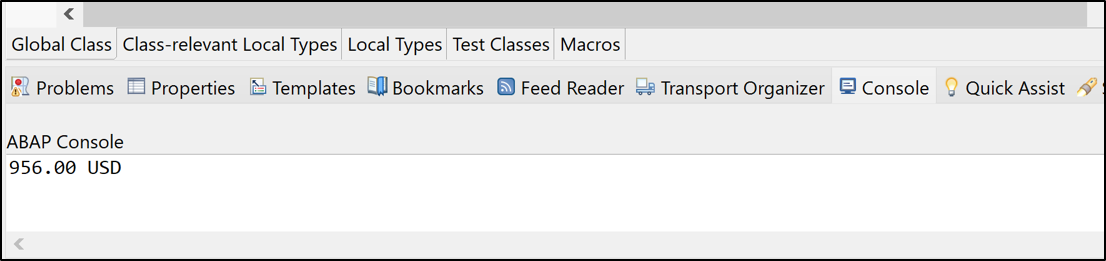 Global Class Class-relevant Local Types Local Types Test Classes Macros
Problems Properties Templates Bookmarks Feed Reader Transport Organizer Console Quick Assist
ABAP Console
956.00 USD